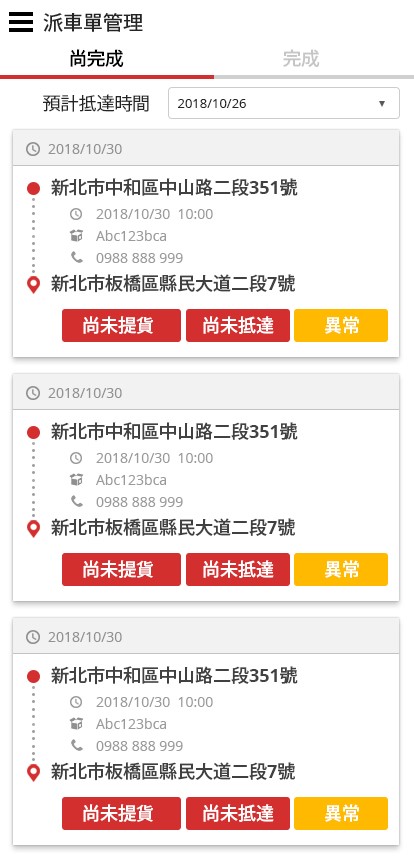 派車單管理
尚完成 完成
預計抵達時間 2018/10/26
2018/10/30
新北市中和區中山路二段351號
2018/10/30 10:00
Abc123bca
0988 888 999
新北市板橋區縣民大道二段7號
尚未提貨 尚未抵達 異常
2018/10/30
新北市中和區中山路二段351號
2018/10/30 10:00
Abc123bca
0988 888 999
新北市板橋區縣民大道二段7號
尚未提貨 尚未抵達 異常
2018/10/30
新北市中和區中山路二段351號
2018/10/30 10:00
Abc123bca
0988 888 999
新北市板橋區縣民大道二段7號
尚未提貨 尚未抵達 異常